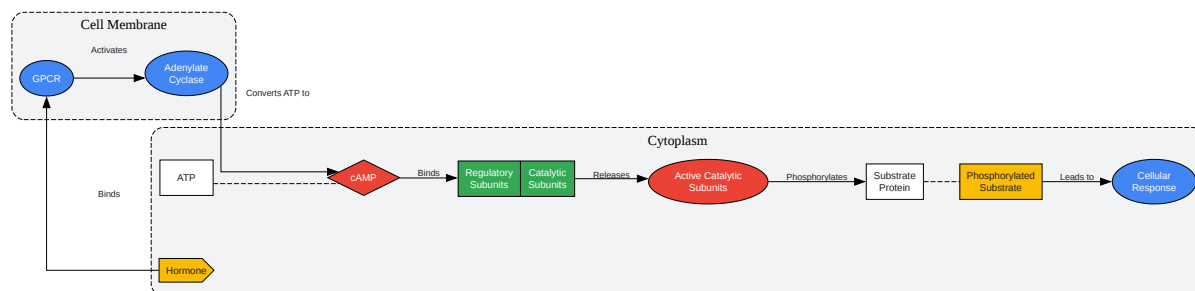 Cell Membrane
Activates
GPCR
Adenylate
Cyclase
Converts ATP to
Cytoplasm
ATP
cAMP
Binds
Regulatory
Subunits
Catalytic
Subunits
Releases
Active Catalytic
Subunits
Phosphorylates
Substrate
Protein
Phosphorylated
Substrate
Leads to
Cellular
Response
Binds
Hormone